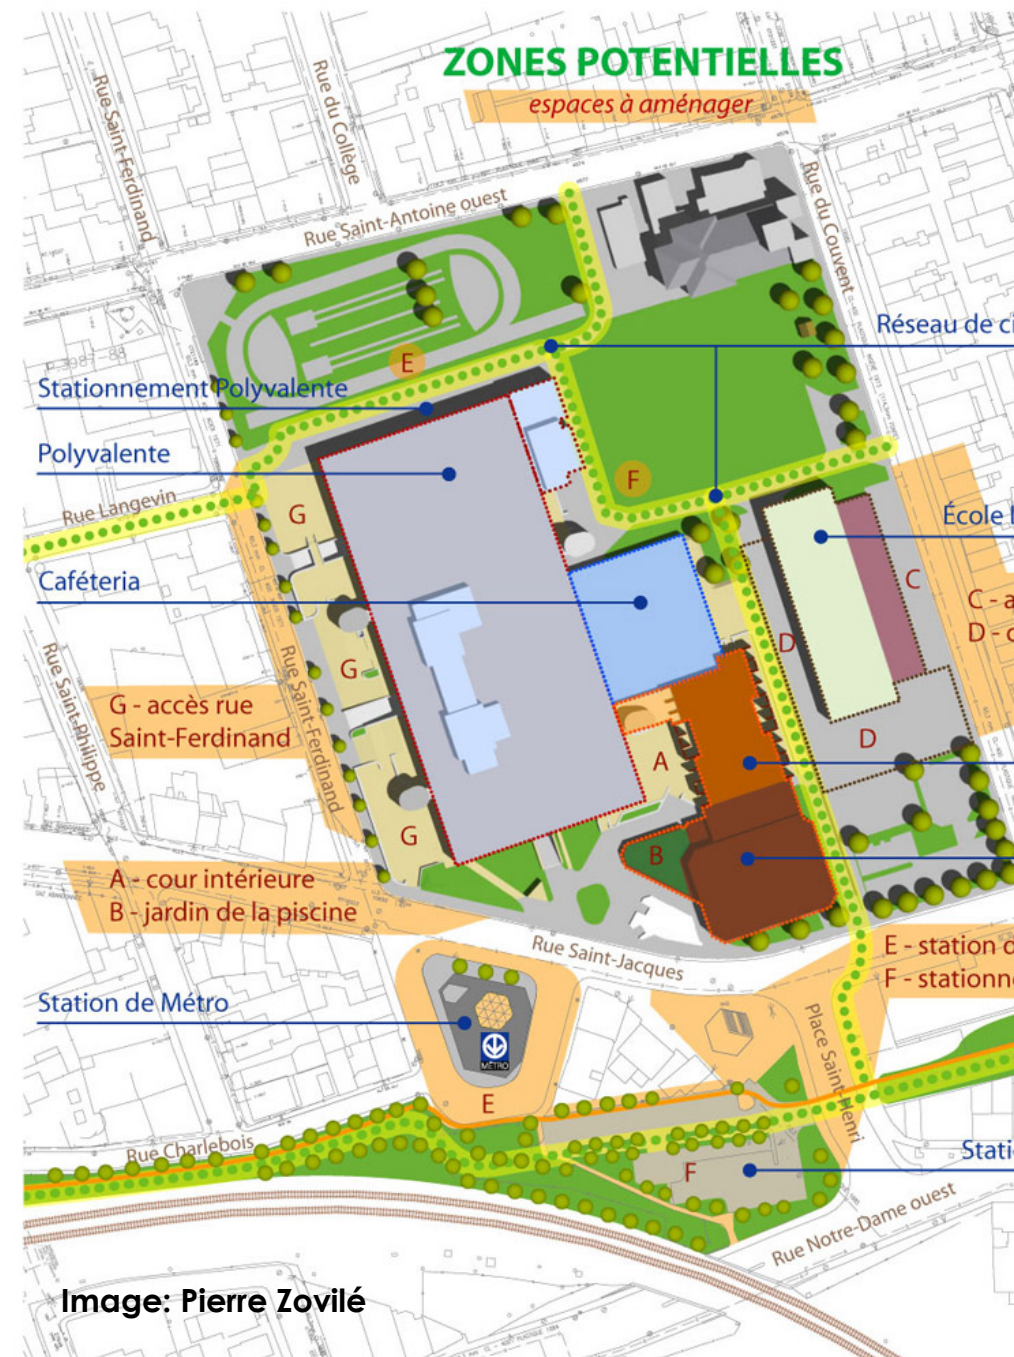 ZONES POTENTIELLES
espaces à aménager
Rue Saint-Ferdinand
Rue du Collège
Rue du Couvent
Rue Saint-Antoine ouest
Réseau de ci
E
Stationnement Polyvalente
Polyvalente
F
Rue Langevin
G
École
Caféteria
C
C - a
D - c
D
G
Rue Saint-Philippe
Rue Saint-Ferdinand
G - accès rue
Saint-Ferdinand
D
A
G
B
A - cour intérieure
B - jardin de la piscine
Rue Saint-Jacques
E - station d
F - stationne
Station de Métro
MÉTRO
Place Saint-Henri
E
Rue Charlebois
Stati
F
Rue Notre-Dame ouest
Image: Pierre Zovilé